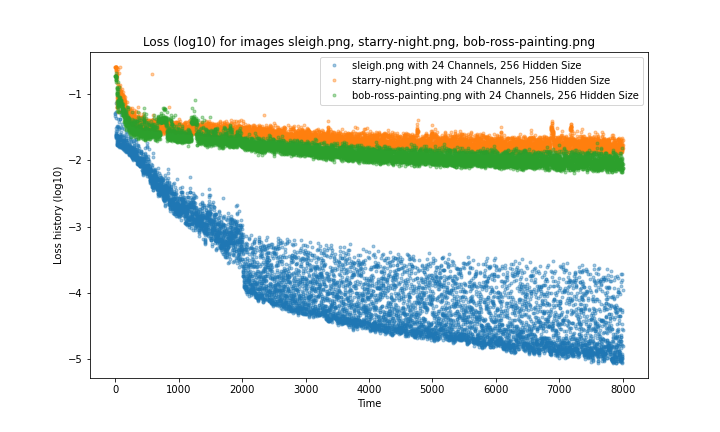 Loss (log10) for images sleigh.png, starry-night.png, bob-ross-painting.png
sleigh.png with 24 Channels, 256 Hidden Size
starry-night.png with 24 Channels, 256 Hidden Size
bob-ross-painting.png with 24 Channels, 256 Hidden Size
Loss history (log10)
−1
−2
−3
−4
−5
0 1000 2000 3000 4000 5000 6000 7000 8000
Time